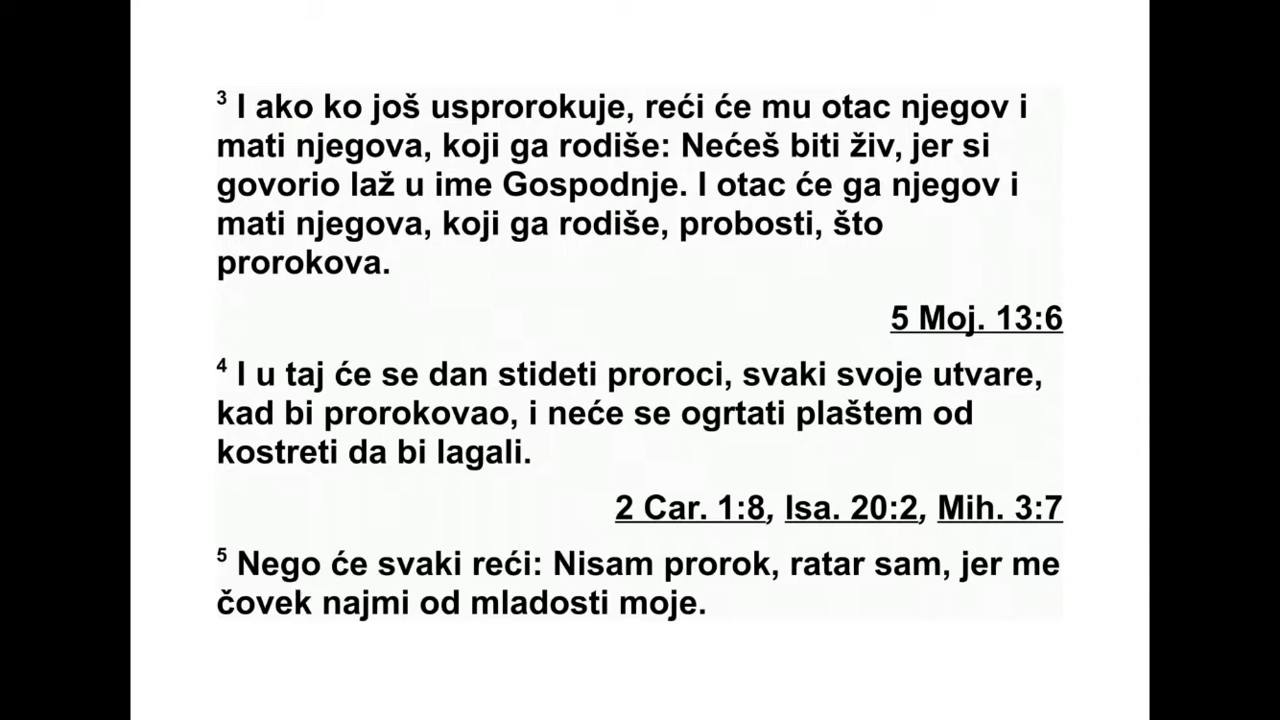 3 I ako ko još usprorokuje, reći će mu otac njegov i
mati njegova, koji ga rodiše: Nećeš biti živ, jer si
govorio laž u ime Gospodnje. I otac će ga njegov i
mati njegova, koji ga rodiše, probosti, što
prorokova.
5 Moj. 13:6
4 I u taj će se dan stideti proroci, svaki svoje utvare,
kad bi prorokovao, i neće se ogrtati plaštem od
kostreti da bi lagali.
2 Car. 1:8, Isa. 20:2, Mih. 3:7
5 Nego će svaki reći: Nisam prorok, ratar sam, jer me
čovek najmi od mladosti moje.